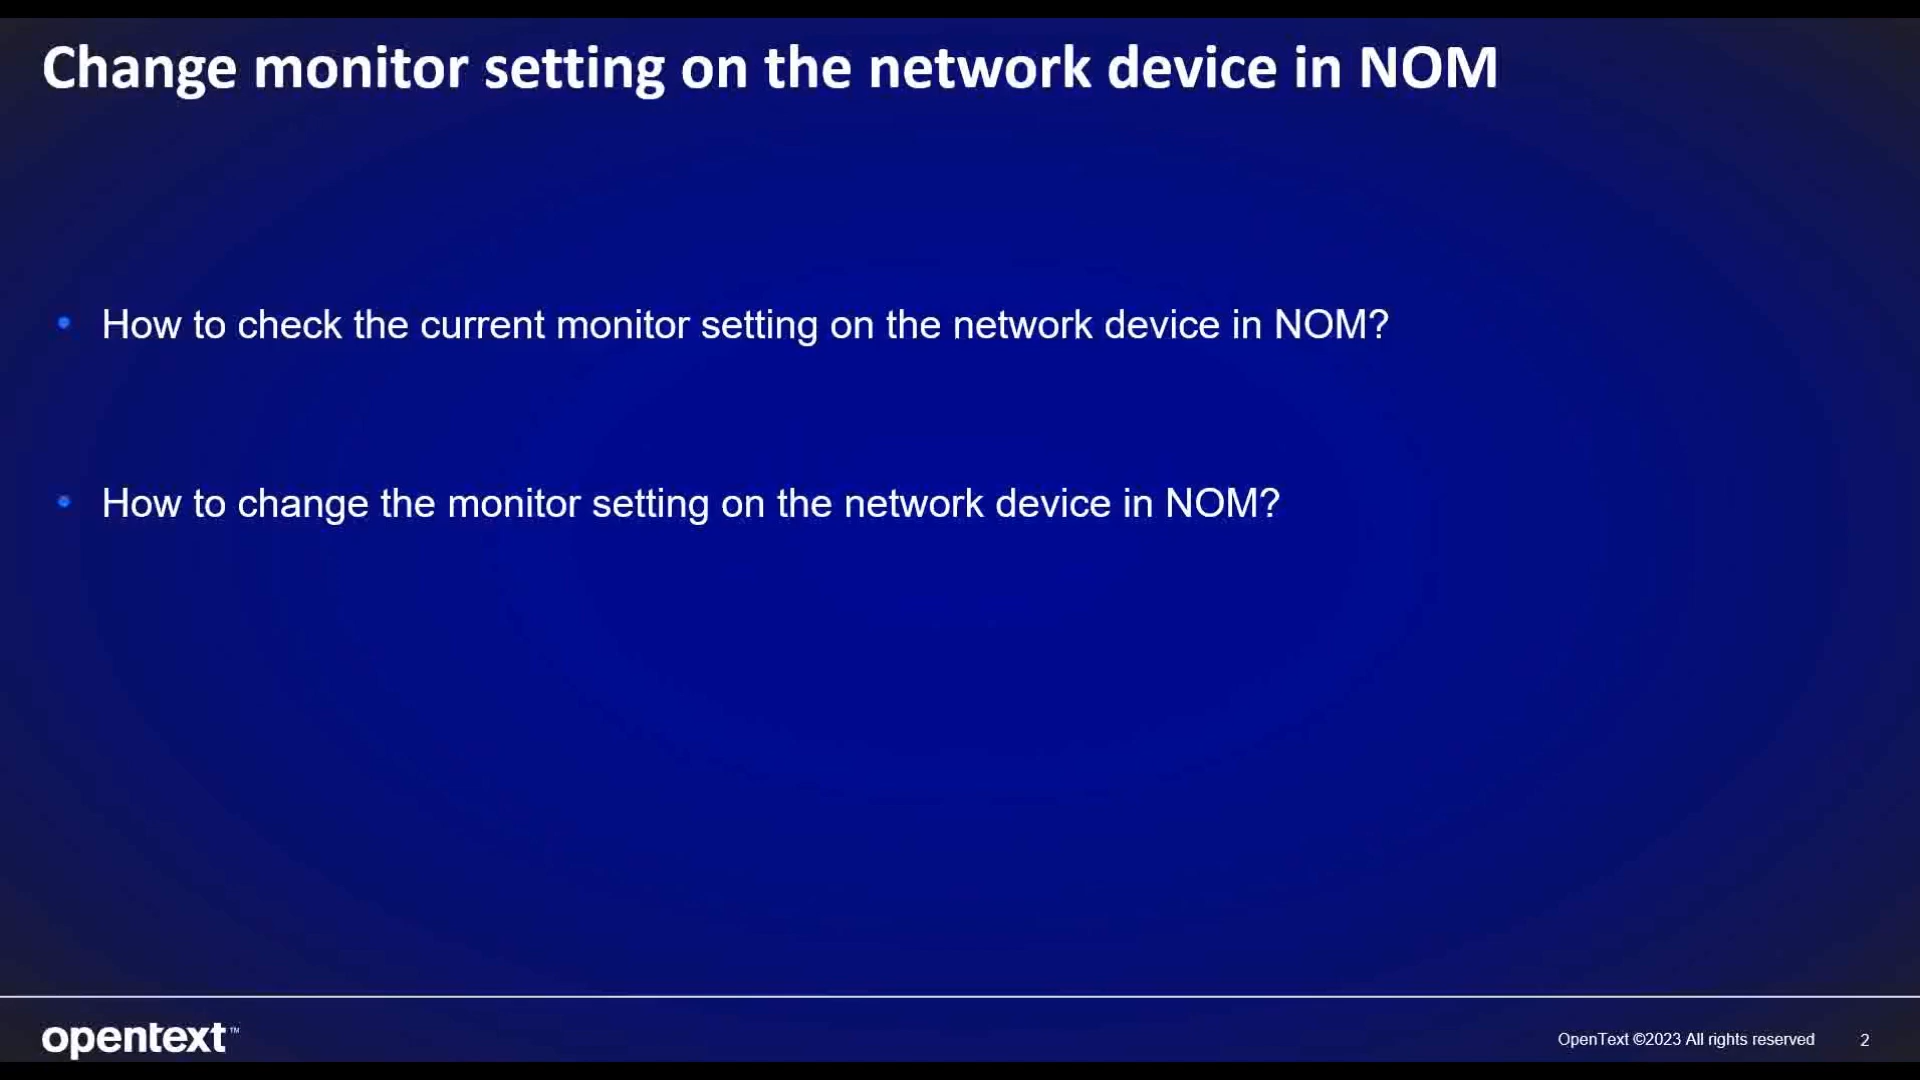 Change monitor setting on the network device in NOM
• How to check the current monitor setting on the network device in NOM?
• How to change the monitor setting on the network device in NOM?
opentext™
OpenText ©2023 All rights reserved 2